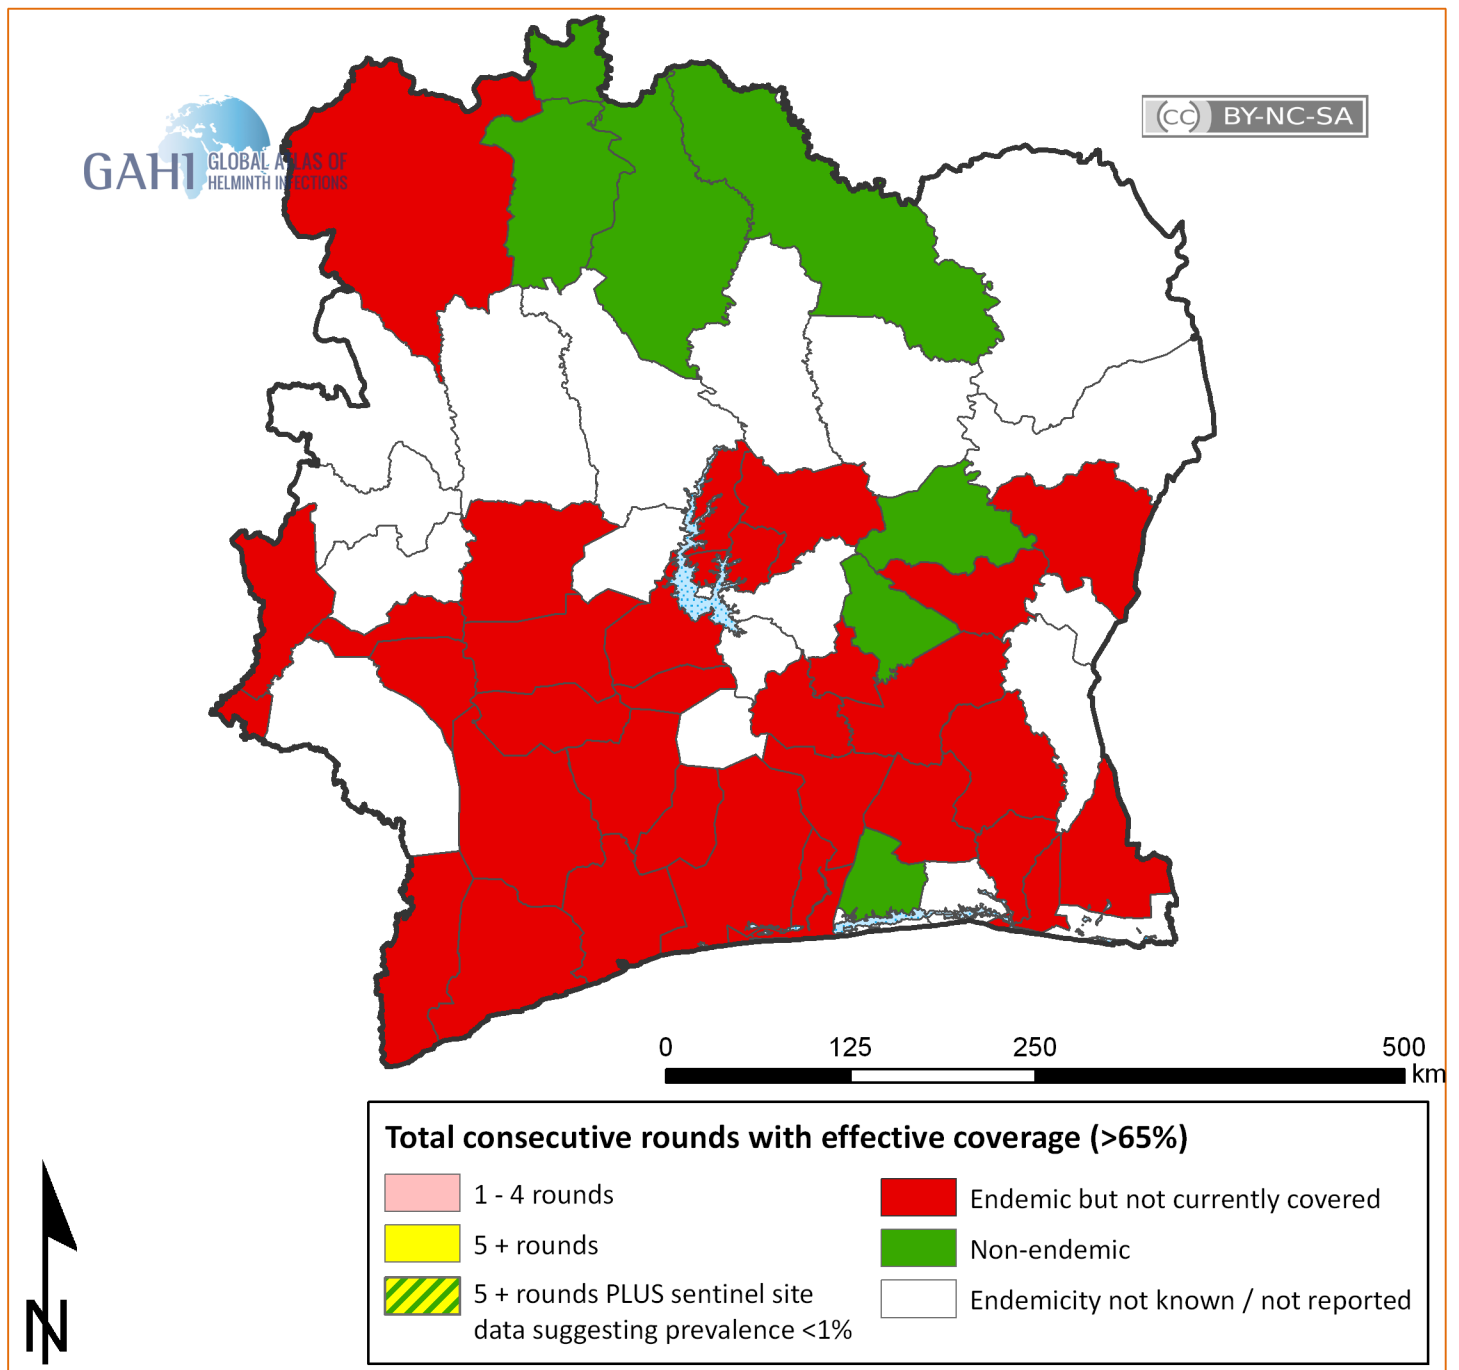 GAHI GLOBAL ATLAS OF
HELMINTH INFECTIONS
(cc) BY-NC-SA
0 125 250 500
km
Total consecutive rounds with effective coverage (>65%)
1 - 4 rounds
5 + rounds
5 + rounds PLUS sentinel site
data suggesting prevalence <1%
Endemic but not currently covered
Non-endemic
Endemicity not known / not reported
N